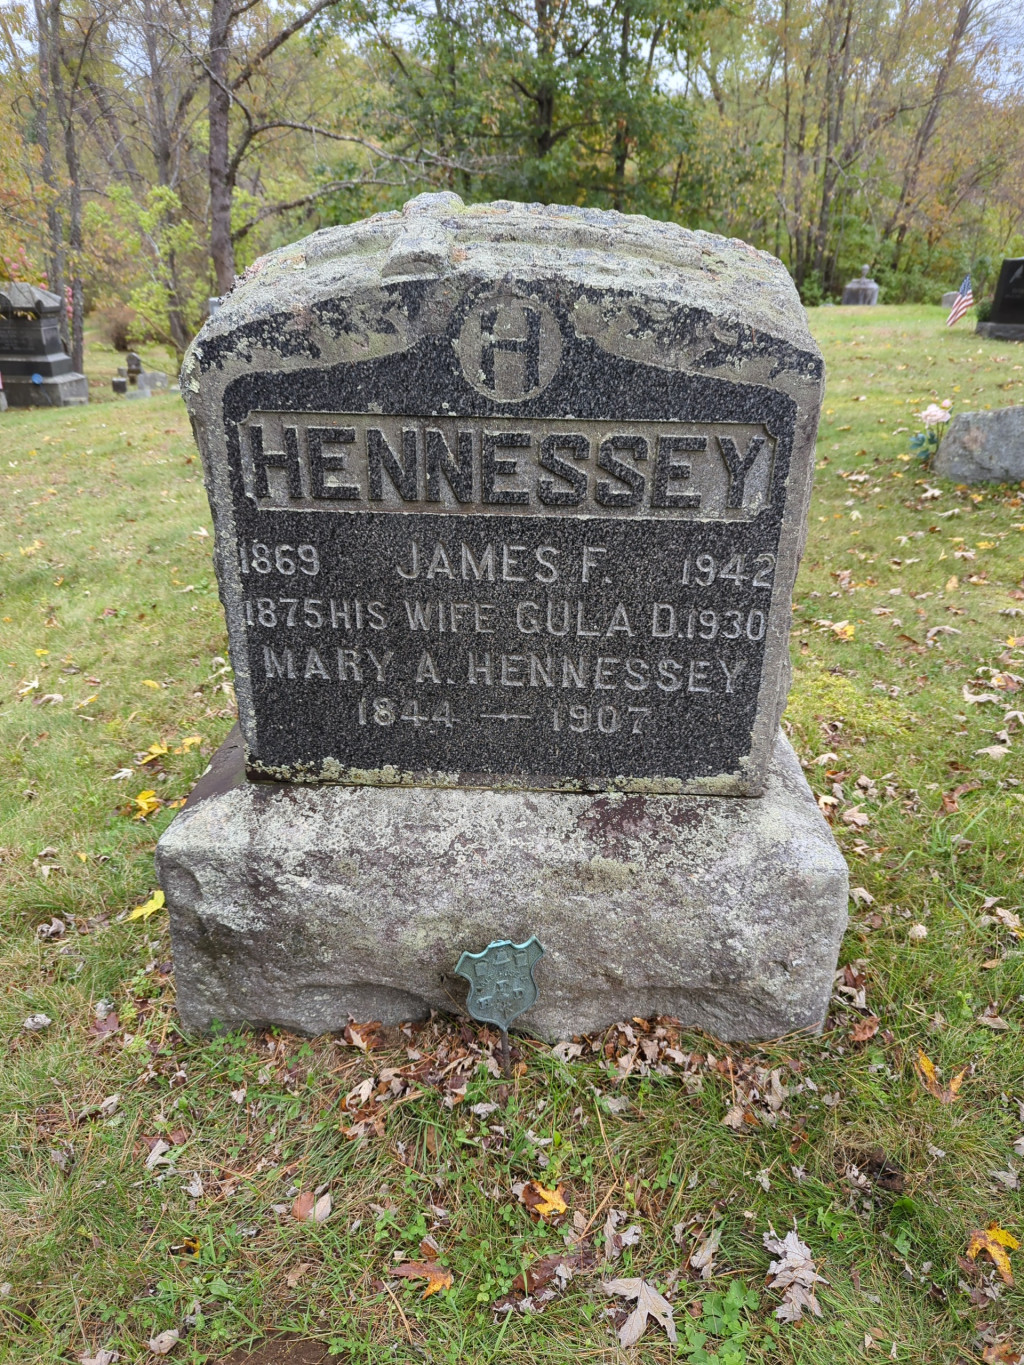 H
HENNESSEY
1869 JAMES F. 1942
1875 HIS WIFE GULA D. 1930
MARY A. HENNESSEY
1844 — 1907